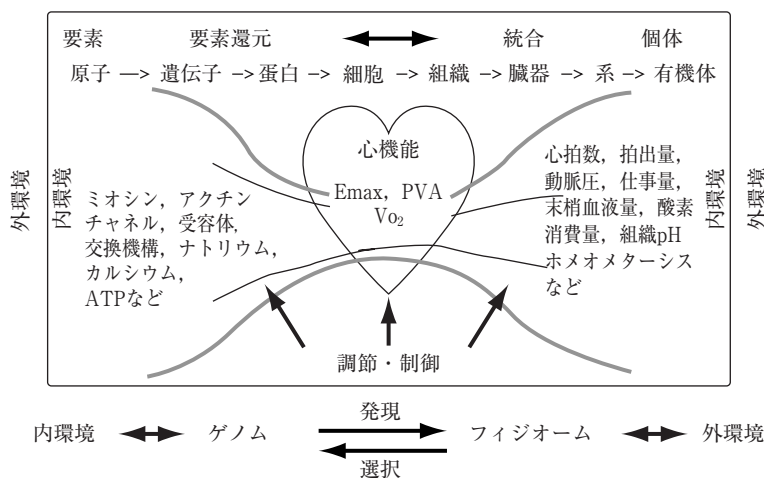 要素 要素還元 統合 個体
原子 → 遺伝子 → 蛋白 → 細胞 → 組織 → 臓器 → 系 → 有機体
外環境
内環境
心機能
Emax, PVA
Vo₂
ミオシン, アクチン
チャネル, 受容体,
交換機構, ナトリウム,
カルシウム,
ATPなど
心拍数, 拍出量,
動脈圧, 仕事量,
末梢血液量, 酸素
消費量, 組織pH
ホメオメターシス
など
内環境
外環境
調節・制御
発現
内環境 ゲノム フィジオーム 外環境
選択